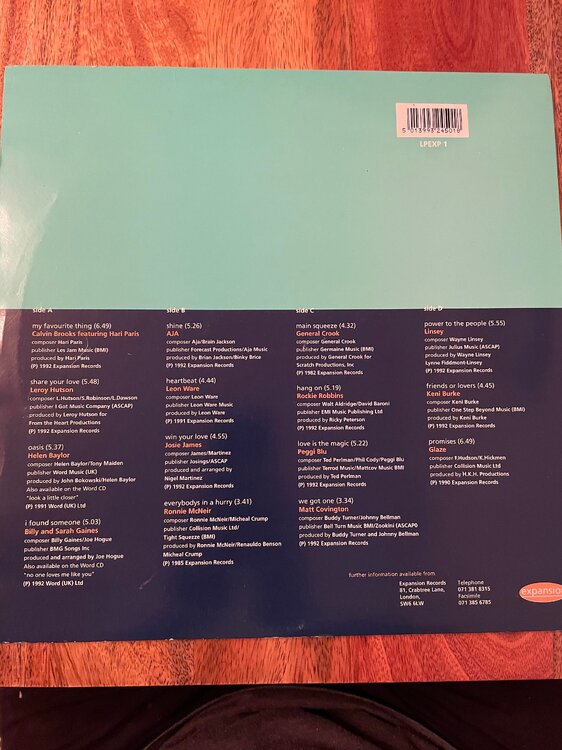 5 013993 245018
LPEXP 1
side A
my favourite thing (6.49)
Calvin Brooks featuring Hari Paris
composer Hari Paris
publisher Les Jam Music (BMI)
produced by Hari Paris
(P) 1992 Expansion Records
share your love (5.48)
Leroy Hutson
composer L.Hutson/S.Robinson/L.Dawson
publisher I Got Music Company (ASCAP)
produced by Leroy Hutson for
From the Heart Productions
(P) 1992 Expansion Records
oasis (5.37)
Helen Baylor
composer Helen Baylor/Tony Maiden
publisher Word Music (UK)
produced by John Bokowski/Helen Baylor
Also available on the Word CD
"look a little closer"
(P) 1991 Word (UK) Ltd
i found someone (5.03)
Billy and Sarah Gaines
composer Billy Gaines/Joe Hogue
publisher BMG Songs Inc
produced and arranged by Joe Hogue
Also available on the Word CD
"no one loves me like you"
(P) 1992 Word (UK) Ltd
side B
shine (5.26)
AJA
composer Aja/Brain Jackson
publisher Forecast Productions/Aja Music
produced by Brian Jackson/Binky Brice
(P) 1992 Expansion Records
heartbeat (4.44)
Leon Ware
composer Leon Ware
publisher Leon Ware Music
produced by Leon Ware
(P) 1991 Expansion Records
win your love (4.55)
Josie James
composer James/Martinez
publisher Josings/ASCAP
produced and arranged by
Nigel Martinez
(P) 1992 Expansion Records
everybodys in a hurry (3.41)
Ronnie McNeir
composer Ronnie McNeir/Micheal Crump
publisher Collision Music Ltd/
Tight Squeeze (BMI)
produced by Ronnie McNeir/Renauldo Benson
Micheal Crump
(P) 1985 Expansion Records
side C
main squeeze (4.32)
General Crook
composer General Crook
publisher Germaine Music (BMI)
produced by General Crook for
Scratch Productions, Inc
(P) 1982 Expansion Records
hang on (5.19)
Rockie Robbins
composer Walt Aldridge/David Baroni
publisher EMI Music Publishing Ltd
produced by Ricky Peterson
(P) 1992 Expansion Records
love is the magic (5.22)
Peggi Blu
composer Ted Perlman/Phil Cody/Peggi Blu
publisher Terrod Music/Mattcov Music BMI
produced by Ted Perlman
(P) 1992 Expansion Records
we got one (3.34)
Matt Covington
composer Buddy Turner/Johnny Bellman
publisher Bell Turn Music BMI/Zookini (ASCAP0
produced by Buddy Turner and Johnny Bellman
(P) 1992 Expansion Records
side D
power to the people (5.55)
Linsey
composer Wayne Linsey
publisher Julius Music (ASCAP)
produced by Wayne Linsey
Lynne Fiddmont-Linsey
(P) 1992 Expansion Records
friends or lovers (4.45)
Keni Burke
composer Keni Burke
publisher One Step Beyond Music (BMI)
produced by Keni Burke
(P) 1992 Expansion Records
promises (6.49)
Glaze
composer F.Hyman/K.Hickmen
publisher Collision Music Ltd
produced by H.K.H. Productions
(P) 1990 Expansion Records
further information available from
Expansion Records
81, Crabtree Lane,
London,
SW6 6LW
Telephone
071 381 8315
Facsimile
071 385 6785
expansion